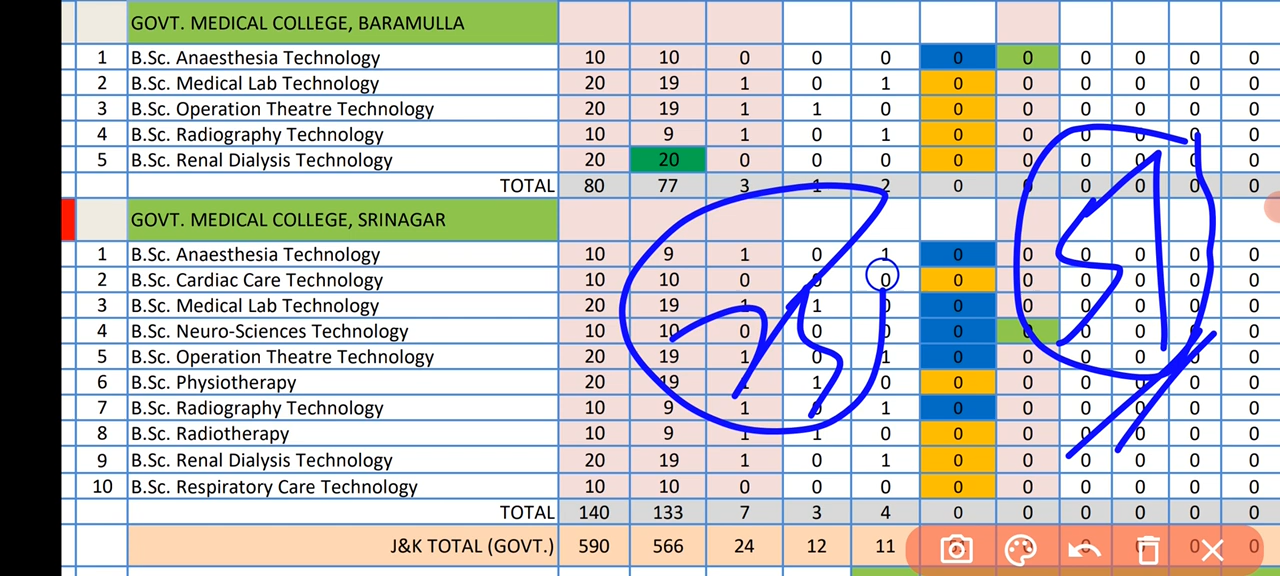 GOVT. MEDICAL COLLEGE, BARAMULLA
1 B.Sc. Anaesthesia Technology 10 10 0 0 0 0 0 0 0 0 0
2 B.Sc. Medical Lab Technology 20 19 1 0 1 0 0 0 0 0 0
3 B.Sc. Operation Theatre Technology 20 19 1 1 0 0 0 0 0 0 0
4 B.Sc. Radiography Technology 10 9 1 0 1 0 0 0 0 0 0
5 B.Sc. Renal Dialysis Technology 20 20 0 0 0 0 0 0 0 0 0
TOTAL 80 77 3 1 2 0 0 0 0 0 0
GOVT. MEDICAL COLLEGE, SRINAGAR
1 B.Sc. Anaesthesia Technology 10 9 1 0 1 0 0 0 0 0 0
2 B.Sc. Cardiac Care Technology 10 10 0 0 0 0 0 0 0 0 0
3 B.Sc. Medical Lab Technology 20 19 1 1 0 0 0 0 0 0 0
4 B.Sc. Neuro-Sciences Technology 10 10 0 0 0 0 0 0 0 0 0
5 B.Sc. Operation Theatre Technology 20 19 1 0 1 0 0 0 0 0 0
6 B.Sc. Physiotherapy 20 19 1 1 0 0 0 0 0 0 0
7 B.Sc. Radiography Technology 10 9 1 0 1 0 0 0 0 0 0
8 B.Sc. Radiotherapy 10 9 1 1 0 0 0 0 0 0 0
9 B.Sc. Renal Dialysis Technology 20 19 1 0 1 0 0 0 0 0 0
10 B.Sc. Respiratory Care Technology 10 10 0 0 0 0 0 0 0 0 0
TOTAL 140 133 7 3 4 0 0 0 0 0 0
J&K TOTAL (GOVT.) 590 566 24 12 11 0 0